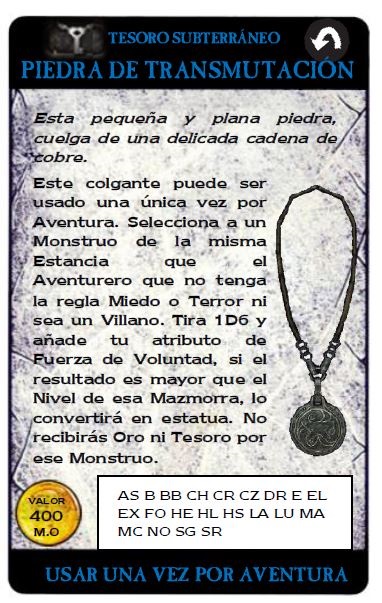 TESORO SUBTERRÁNEO
PIEDRA DE TRANSMUTACIÓN
Esta pequeña y plana piedra,
cuelga de una delicada cadena de
cobre.
Este colgante puede ser
usado una única vez por
Aventura. Selecciona a un
Monstruo de la misma
Estancia que el
Aventurero que no tenga
la regla Miedo o Terror ni
sea un Villano. Tira 1D6 y
añade tu atributo de
Fuerza de Voluntad, si el
resultado es mayor que el
Nivel de esa Mazmorra, lo
convertirá en estatua. No
recibirás Oro ni Tesoro por
ese Monstruo.
VALOR
400
M.O
AS B BB CH CR CZ DR E EL
EX FO HE HL HS LA LU MA
MC NO SG SR
USAR UNA VEZ POR AVENTURA